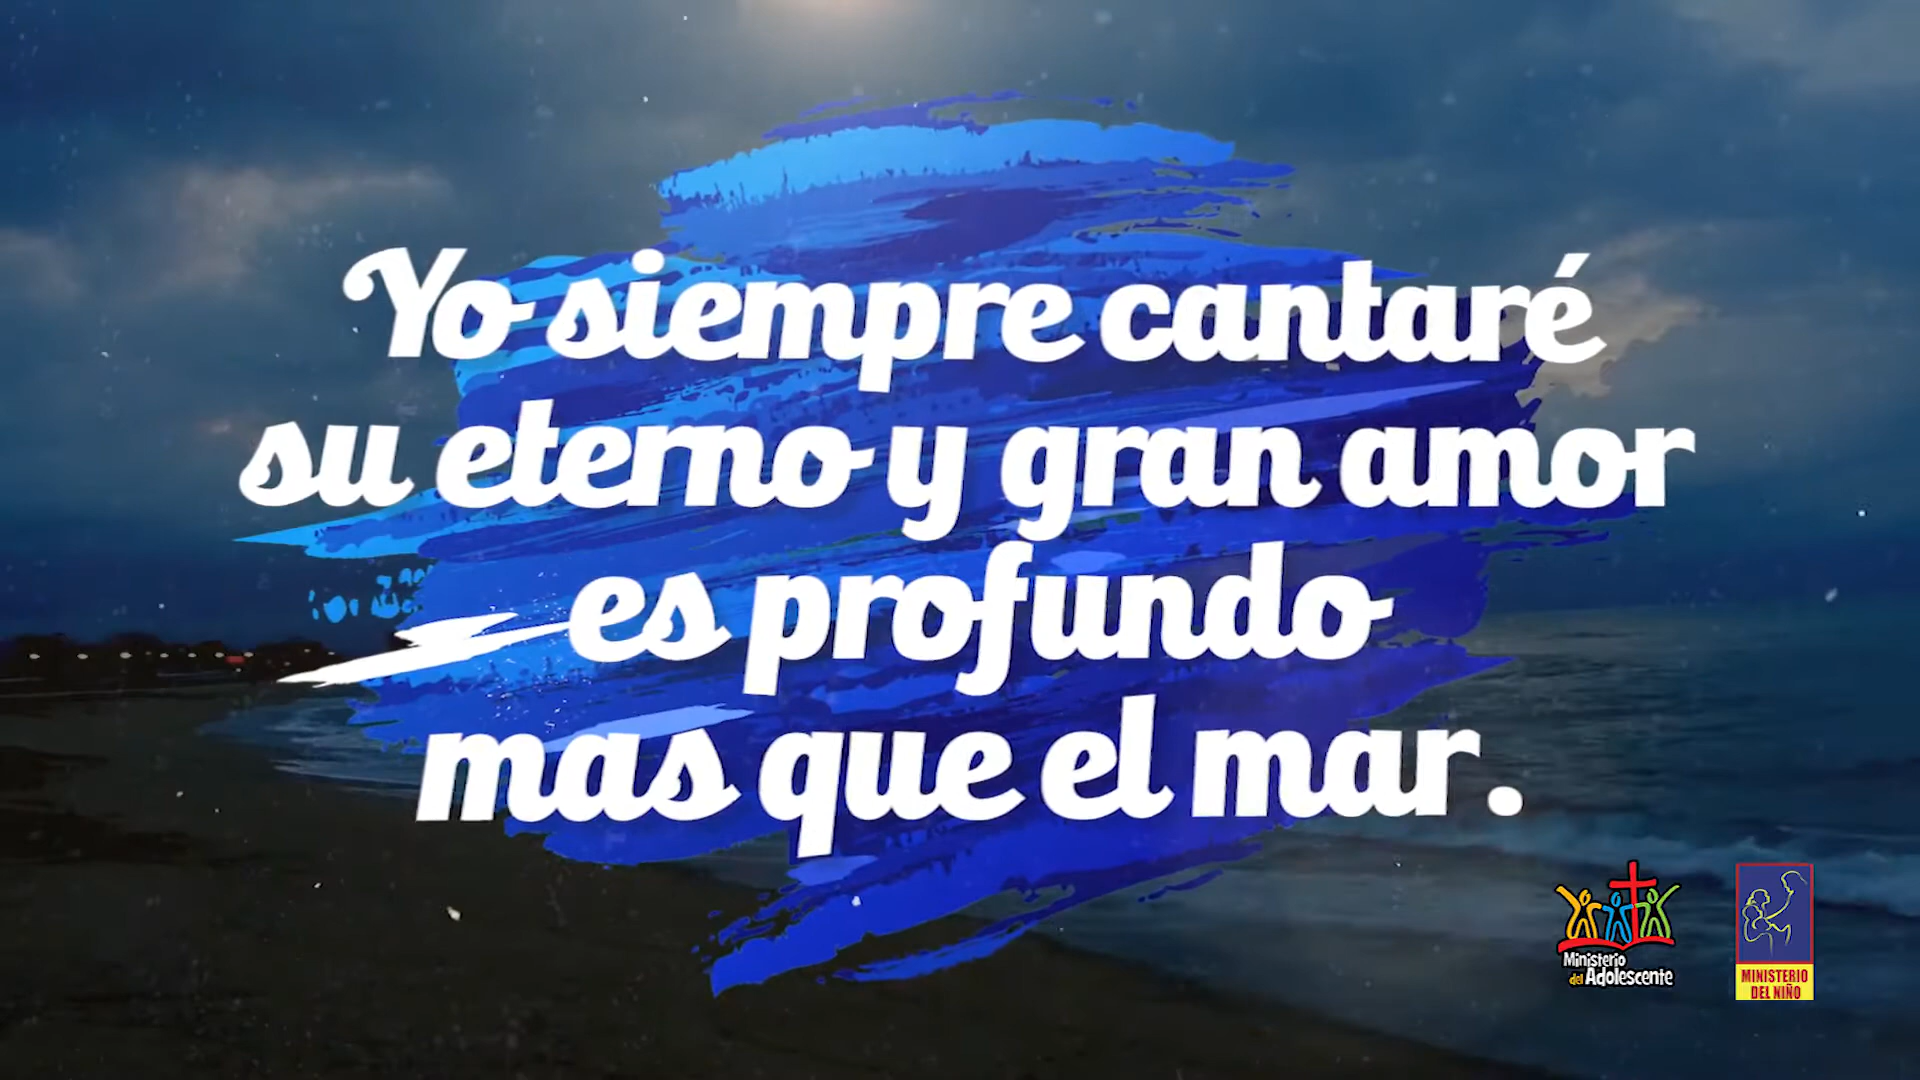 Yo siempre cantaré
su eterno y gran amor
es profundo
mas que el mar.
Ministerio
del Adolescente
MINISTERIO
DEL NIÑO